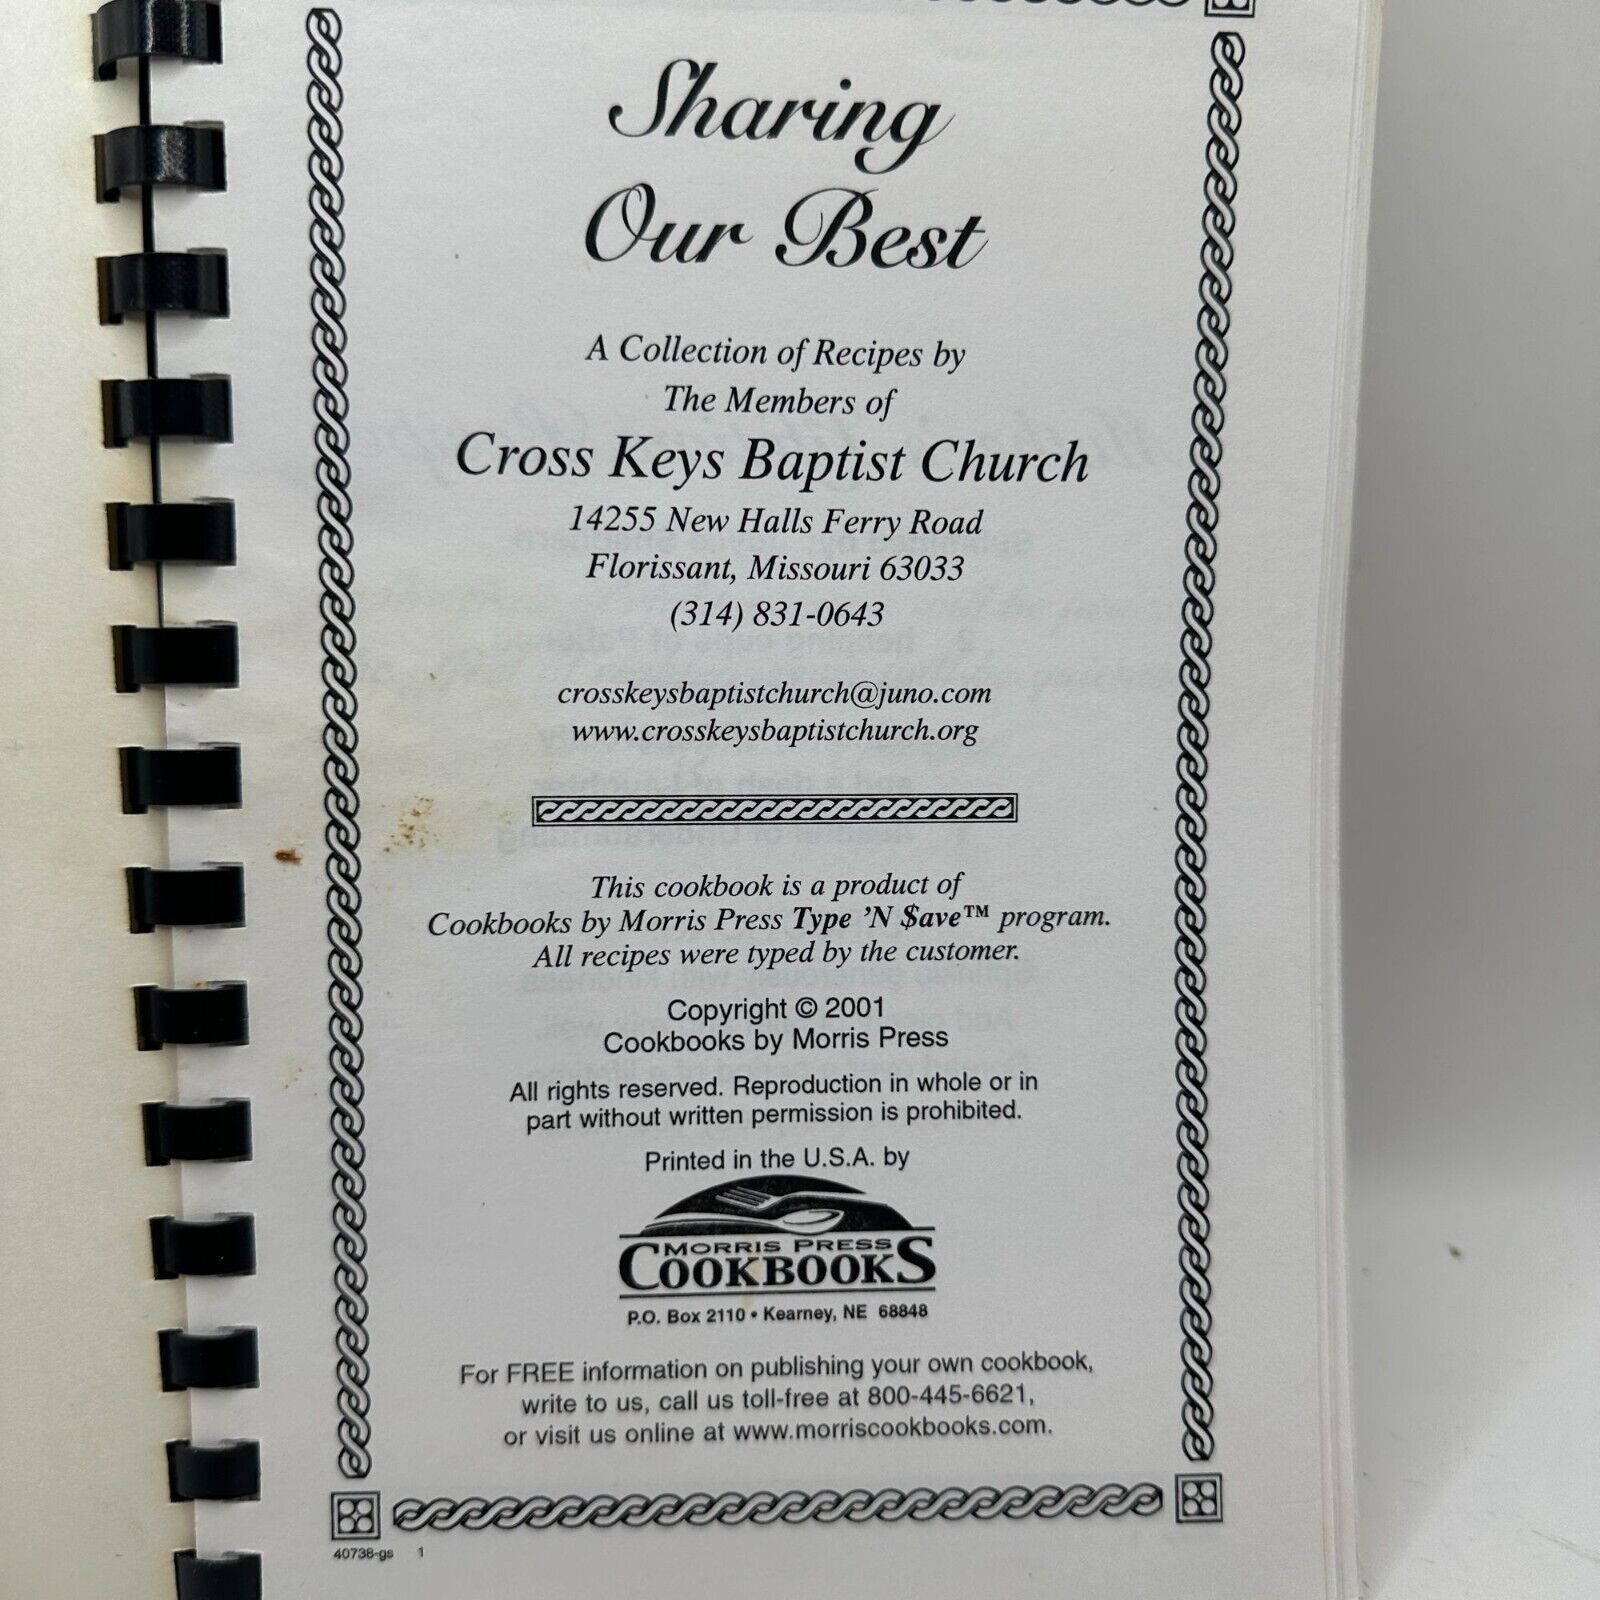 Sharing
Our Best
A Collection of Recipes by
The Members of
Cross Keys Baptist Church
14255 New Halls Ferry Road
Florissant, Missouri 63033
(314) 831-0643
crosskeysbaptistchurch@juno.com
www.crosskeysbaptistchurch.org
This cookbook is a product of
Cookbooks by Morris Press Type 'N $ave™ program.
All recipes were typed by the customer.
Copyright © 2001
Cookbooks by Morris Press
All rights reserved. Reproduction in whole or in
part without written permission is prohibited.
Printed in the U.S.A. by
MORRIS PRESS
COOKBOOKS
P.O. Box 2110 • Kearney, NE 68848
For FREE information on publishing your own cookbook,
write to us, call us toll-free at 800-445-6621,
or visit us online at www.morriscookbooks.com.
40738-gs 1